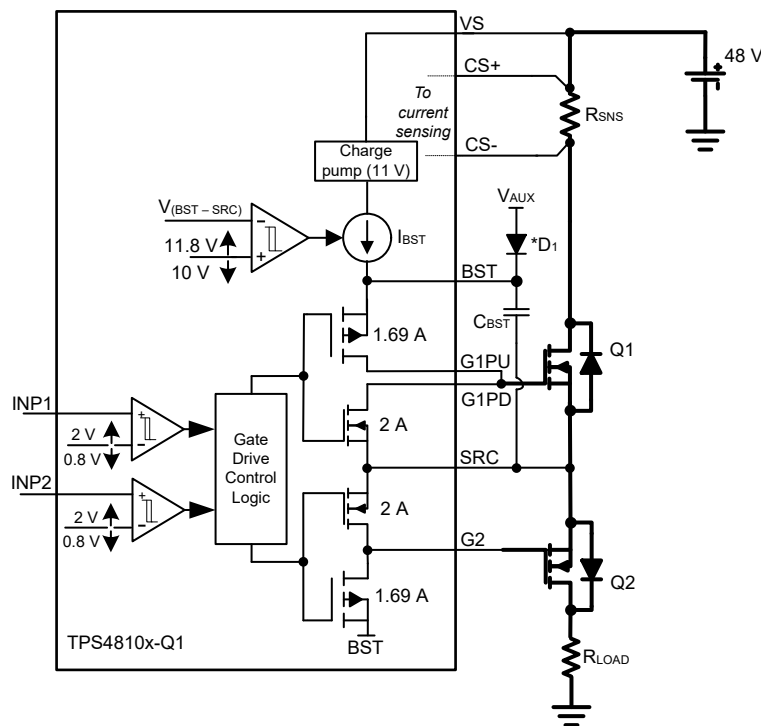 VS
CS+
48 V
To
current
sensing
RSNS
CS-
Charge
pump (11 V)
VAUX
V(BST – SRC)
11.8 V
10 V
IBST
*D1
BST
CBST
1.69 A
G1PU
Q1
G1PD
INP1
2 V
0.8 V
Gate
Drive
Control
Logic
2 A
SRC
INP2
2 V
0.8 V
2 A
G2
Q2
1.69 A
TPS4810x-Q1
BST
RLOAD